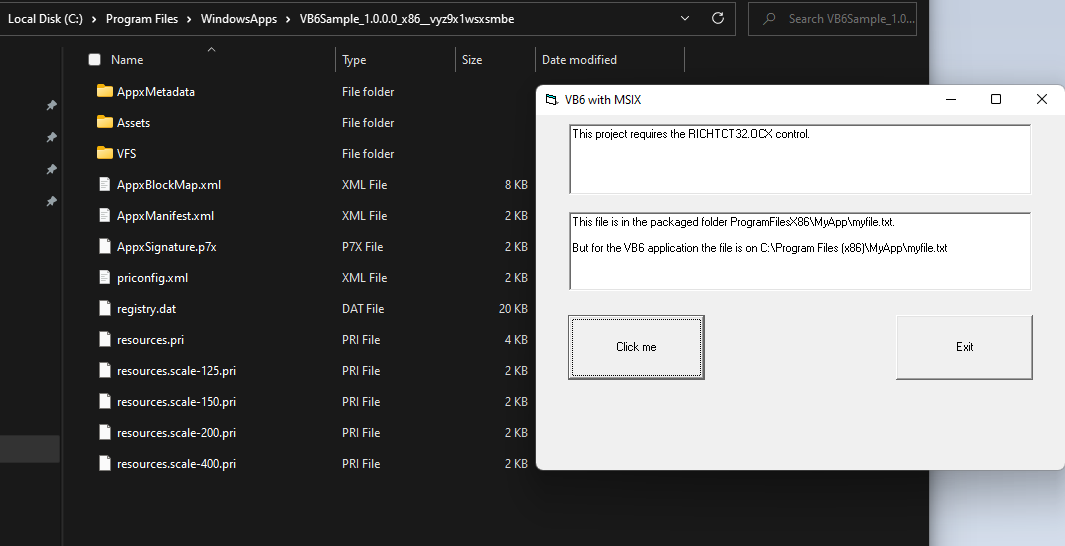 Local Disk (C:) > Program Files > WindowsApps > VB6Sample_1.0.0.0_x86__vyz9x1wsxsmbe
Search VB6Sample_1.0...
Name Type Size Date modified
AppxMetadata File folder
Assets File folder
VFS File folder
AppxBlockMap.xml XML File 8 KB
AppxManifest.xml XML File 2 KB
AppxSignature.p7x P7X File 2 KB
priconfig.xml XML File 2 KB
registry.dat DAT File 20 KB
resources.pri PRI File 4 KB
resources.scale-125.pri PRI File 2 KB
resources.scale-150.pri PRI File 2 KB
resources.scale-200.pri PRI File 2 KB
resources.scale-400.pri PRI File 2 KB
VB6 with MSIX
This project requires the RICHTCT32.OCX control.
This file is in the packaged folder ProgramFilesX86\MyApp\myfile.txt.
But for the VB6 application the file is on C:\Program Files (x86)\MyApp\myfile.txt
Click me
Exit